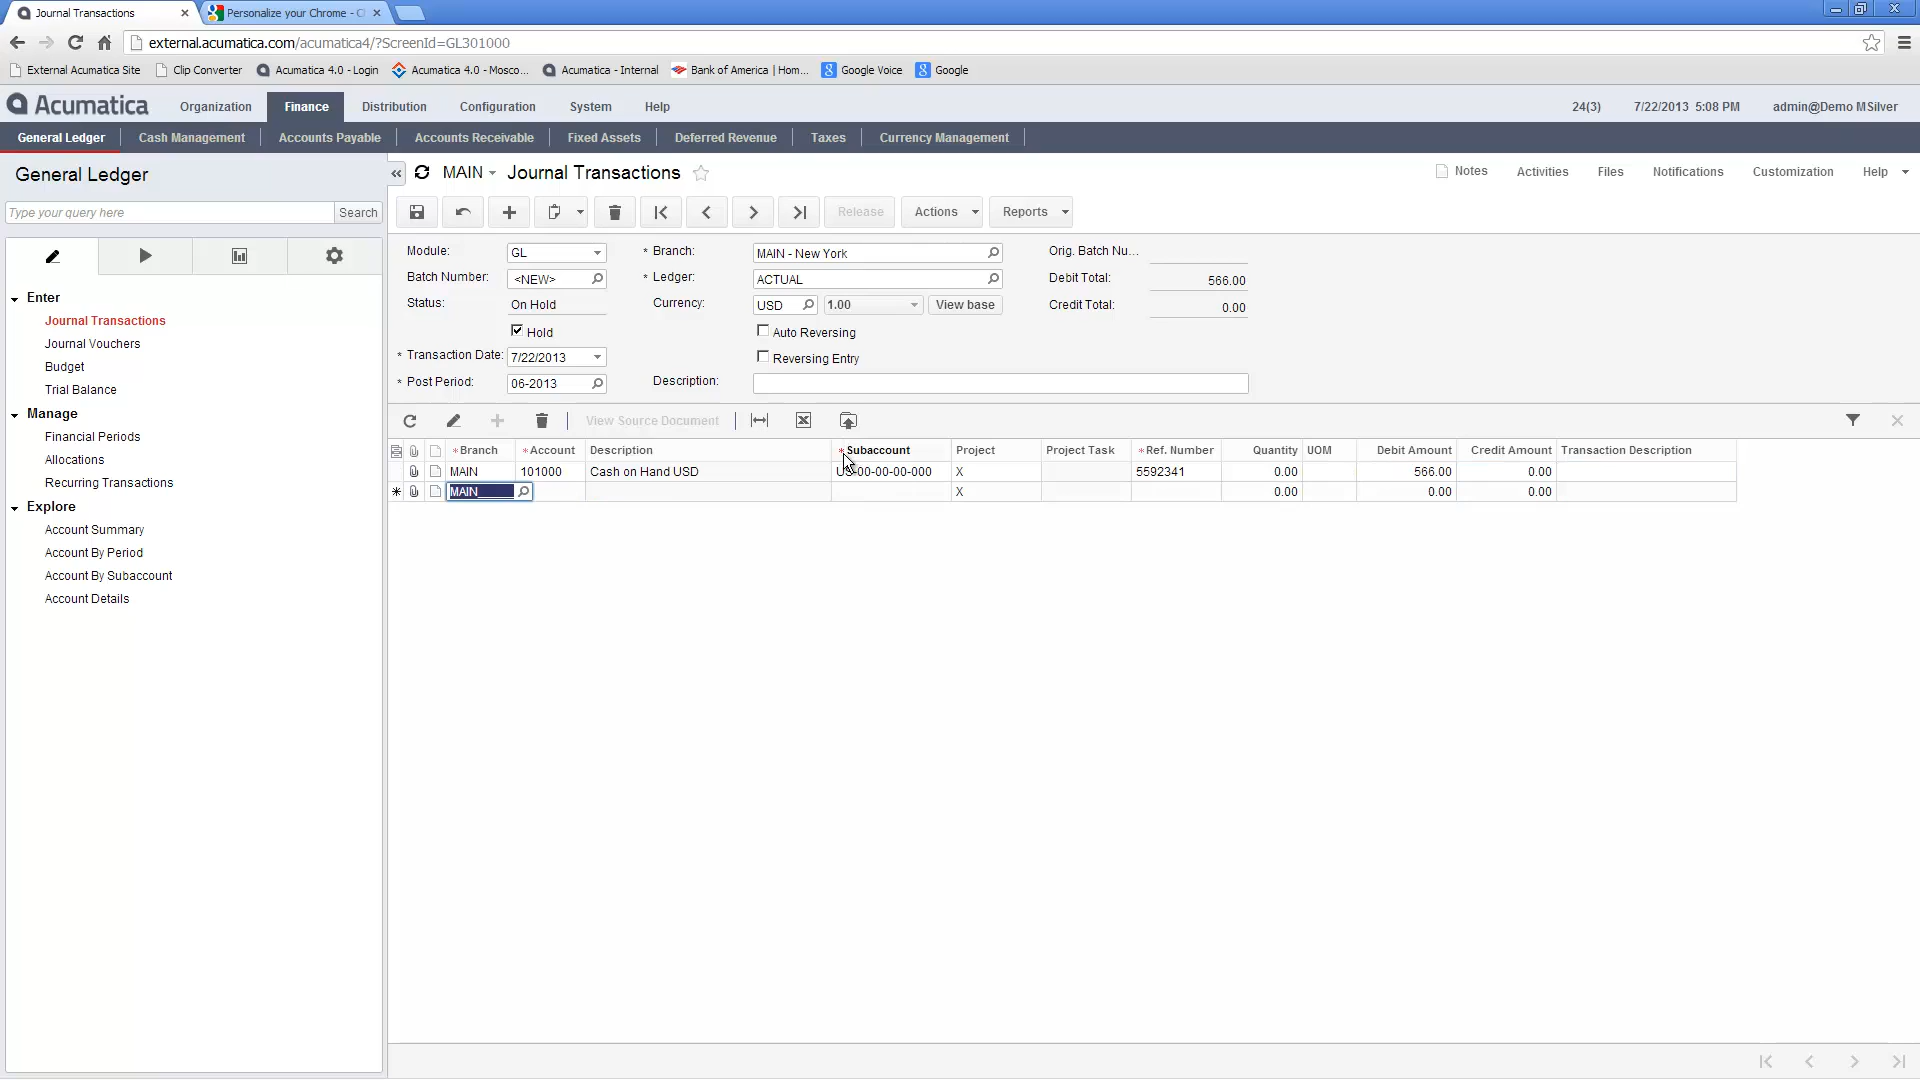 Journal Transactions
Personalize your Chrome - C
external.acumatica.com/acumatica4/?ScreenId=GL301000
External Acumatica Site Clip Converter Acumatica 4.0 - Login Acumatica 4.0 - Mosco... Acumatica - Internal Bank of America | Hom... Google Voice Google
Acumatica Organization Finance Distribution Configuration System Help 24(3) 7/22/2013 5:08 PM admin@Demo MSilver
General Ledger Cash Management Accounts Payable Accounts Receivable Fixed Assets Deferred Revenue Taxes Currency Management
General Ledger
Type your query here Search
Enter
Journal Transactions
Journal Vouchers
Budget
Trial Balance
Manage
Financial Periods
Allocations
Recurring Transactions
Explore
Account Summary
Account By Period
Account By Subaccount
Account Details
MAIN Journal Transactions Notes Activities Files Notifications Customization Help
Release Actions Reports
Module: GL * Branch: MAIN - New York Orig. Batch Nu...
Batch Number: <NEW> * Ledger: ACTUAL Debit Total: 566.00
Status: On Hold Currency: USD 1.00 View base Credit Total: 0.00
Hold Auto Reversing
* Transaction Date: 7/22/2013 Reversing Entry
* Post Period: 06-2013 Description:
View Source Document
* Branch * Account Description * Subaccount Project Project Task * Ref. Number Quantity UOM Debit Amount Credit Amount Transaction Description
MAIN 101000 Cash on Hand USD 00-00-00-000 X 5592341 0.00 566.00 0.00
MAIN X 0.00 0.00 0.00